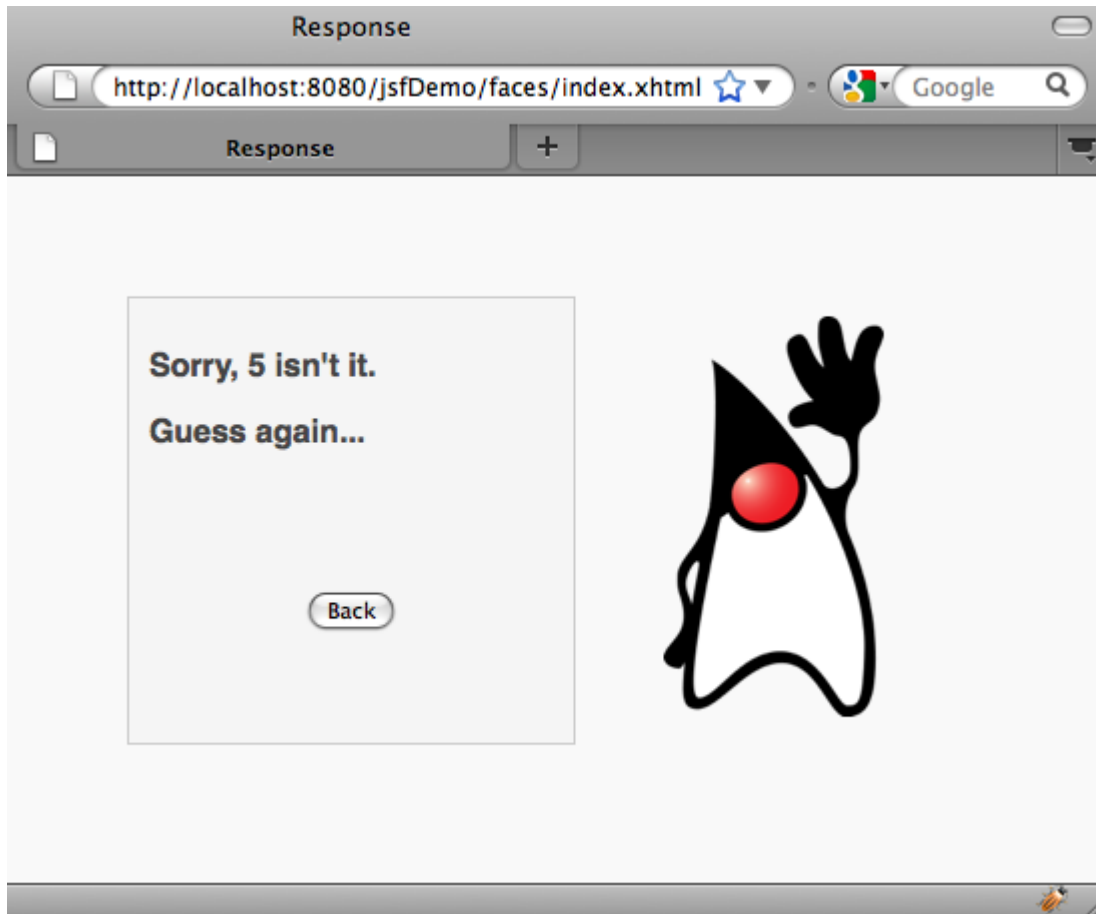 Response
http://localhost:8080/jsfDemo/faces/index.xhtml
Google
Response
Sorry, 5 isn't it.
Guess again...
Back